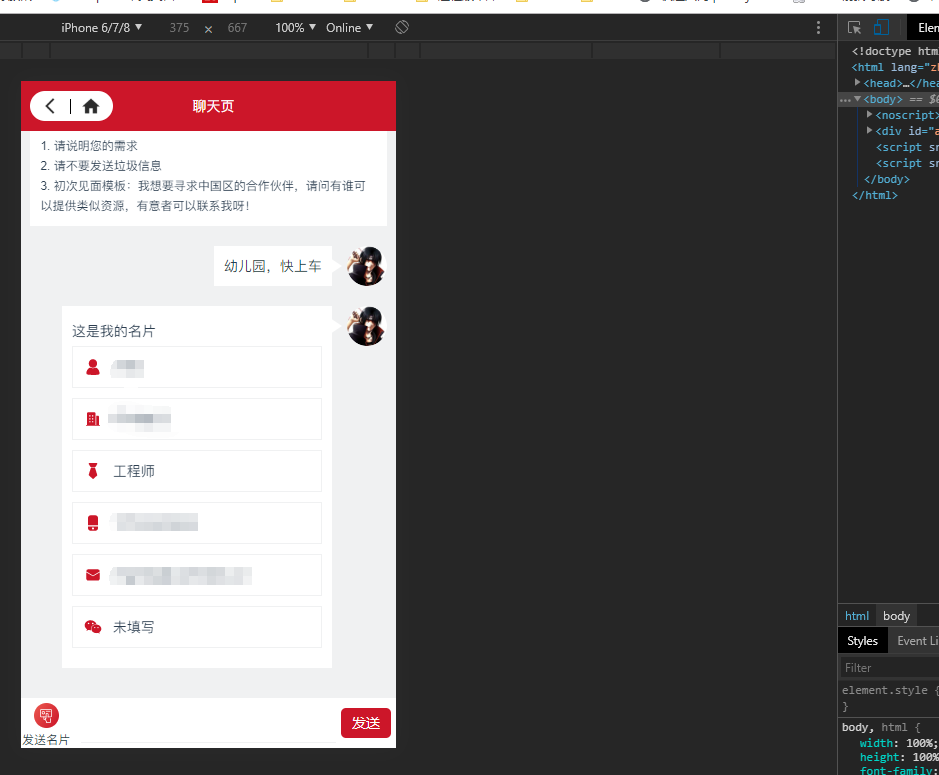 iPhone 6/7/8 ▼ 375 × 667 100% ▼ Online ▼
聊天页
1. 请说明您的需求
2. 请不要发送垃圾信息
3. 初次见面模板：我想要寻求中国区的合作伙伴，请问有谁可
以提供类似资源，有意者可以联系我呀！
幼儿园，快上车
这是我的名片
工程师
未填写
发送名片
发送
Elen
<!doctype htm
<html lang="zh
<head>…</hea
<body> == $0
<noscript>
<div id="a
<script sr
<script sr
</body>
</html>
html body
Styles Event Li
Filter
element.style {
}
body, html {
width: 100%;
height: 100%
font-family: